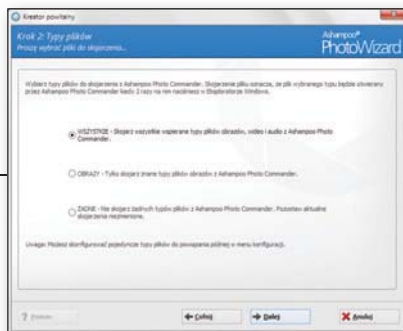 Kreator powitalny
Krok 2: Typy plików
Proszę wybrać pliki do skojarzenia...
Ashampoo®
PhotoWizard
Wybierz typy plików do skojarzenia z Ashampoo Photo Commander. Skojarzenie pliku oznacza, że plik wybranego typu będzie otwierany
przez Ashampoo Photo Commander kiedy 2 razy na nim naciśniesz w Eksploratorze Windows.
WSZYSTKIE - Skojarz wszystkie wspierane typy plików obrazów, video i audio z Ashampoo Photo
Commander.
OBRAZY - Tylko skojarz znane typy plików obrazów z Ashampoo Photo Commander.
ŻADNE - Nie skojarz żadnych typów plików z Ashampoo Photo Commander. Pozostaw aktualne
skojarzenia niezmienione.
Uwaga: Możesz skonfigurować pojedyncze typy plików do powiązania później w menu konfiguracji.
? Pomoc
Cofnij
Dalej
Anuluj